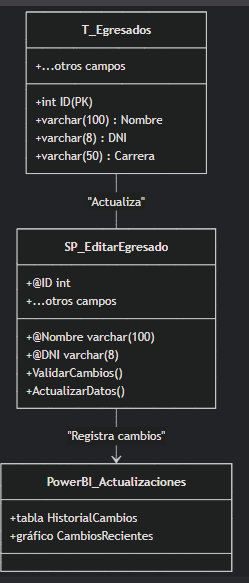 T_Egresados
+...otros campos
+int ID(PK)
+varchar(100) : Nombre
+varchar(8) : DNI
+varchar(50) : Carrera
"Actualiza"
SP_EditarEgresado
+@ID int
+...otros campos
+@Nombre varchar(100)
+@DNI varchar(8)
+ValidarCambios()
+ActualizarDatos()
"Registra cambios"
PowerBI_Actualizaciones
+tabla HistorialCambios
+gráfico CambiosRecientes